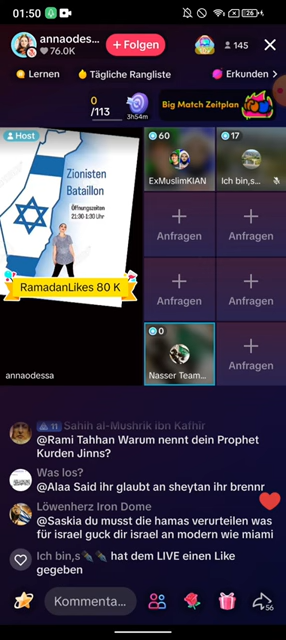 01:50
26
annaodes...
76.0K
+ Folgen
145
Lernen
Tägliche Rangliste
Erkunden
0
/113
3h54m
Big Match Zeitplan
Host
Zionisten
Bataillon
Öffnungszeiten
21:30-1:30 Uhr
RamadanLikes 80 K
annaodessa
60
ExMuslimKIAN
17
Ich bin,s...
Anfragen
Anfragen
Anfragen
Anfragen
0
Nasser Team...
Anfragen
11 Sahih al-Mushrik ibn Kafhir
@Rami Tahhan Warum nennt dein Prophet
Kurden Jinns?
Was los?
@Alaa Said ihr glaubt an sheytan ihr brennr
Löwenherz Iron Dome
@Saskia du musst die hamas verurteilen was
für israel guck dir israel an modern wie miami
Ich bin,s hat dem LIVE einen Like
gegeben
Kommenta...
56